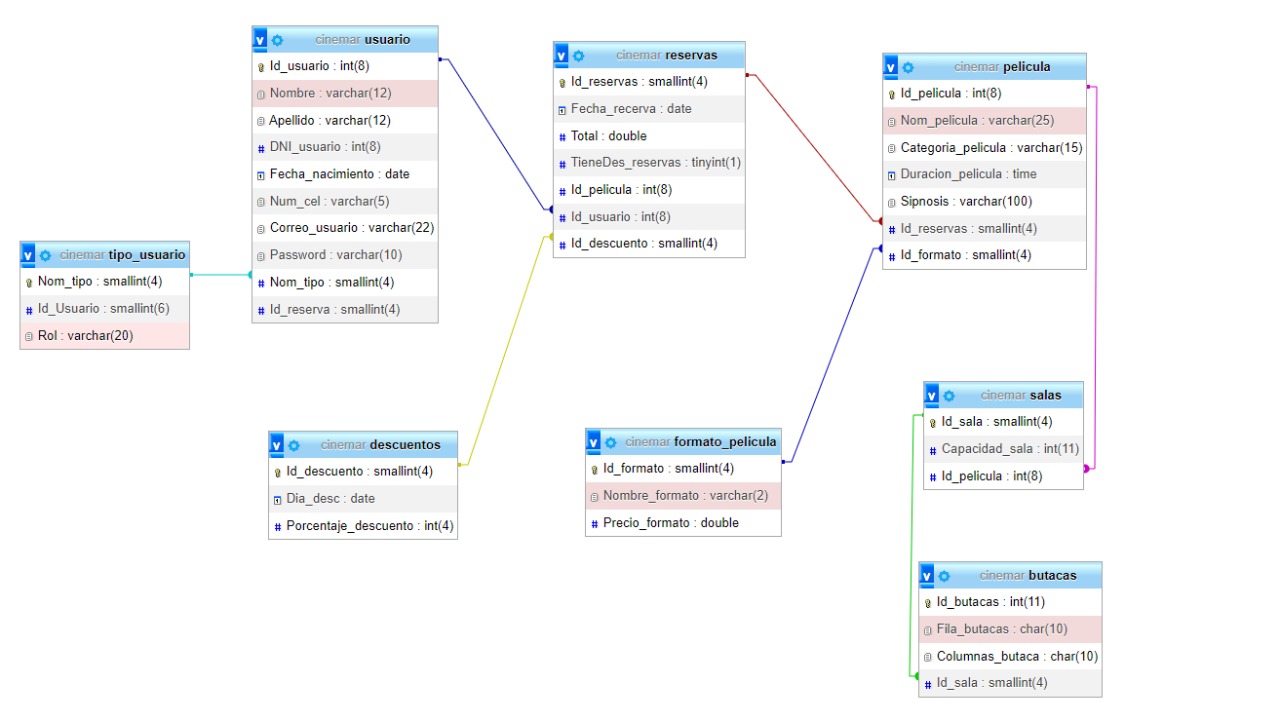 cinemar usuario
Id_usuario : int(8)
Nombre : varchar(12)
Apellido : varchar(12)
DNI_usuario : int(8)
Fecha_nacimiento : date
Num_cel : varchar(5)
Correo_usuario : varchar(22)
Password : varchar(10)
Nom_tipo : smallint(4)
Id_reserva : smallint(4)
cinemar reservas
Id_reservas : smallint(4)
Fecha_recerva : date
Total : double
TieneDes_reservas : tinyint(1)
Id_pelicula : int(8)
Id_usuario : int(8)
Id_descuento : smallint(4)
cinemar pelicula
Id_pelicula : int(8)
Nom_pelicula : varchar(25)
Categoria_pelicula : varchar(15)
Duracion_pelicula : time
Sipnosis : varchar(100)
Id_reservas : smallint(4)
Id_formato : smallint(4)
cinemar tipo_usuario
Nom_tipo : smallint(4)
Id_Usuario : smallint(6)
Rol : varchar(20)
cinemar descuentos
Id_descuento : smallint(4)
Dia_desc : date
Porcentaje_descuento : int(4)
cinemar formato_pelicula
Id_formato : smallint(4)
Nombre_formato : varchar(2)
Precio_formato : double
cinemar salas
Id_sala : smallint(4)
Capacidad_sala : int(11)
Id_pelicula : int(8)
cinemar butacas
Id_butacas : int(11)
Fila_butacas : char(10)
Columnas_butaca : char(10)
Id_sala : smallint(4)